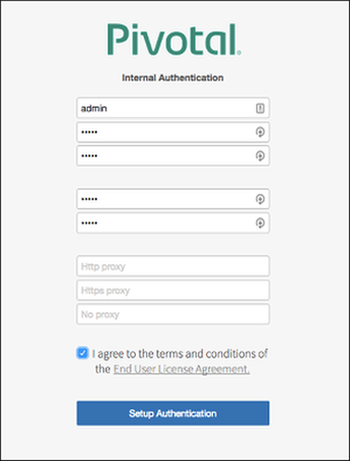 Pivotal.
Internal Authentication
admin
•••••
•••••
•••••
•••••
Http proxy
Https proxy
No proxy
I agree to the terms and conditions of
the End User License Agreement.
Setup Authentication